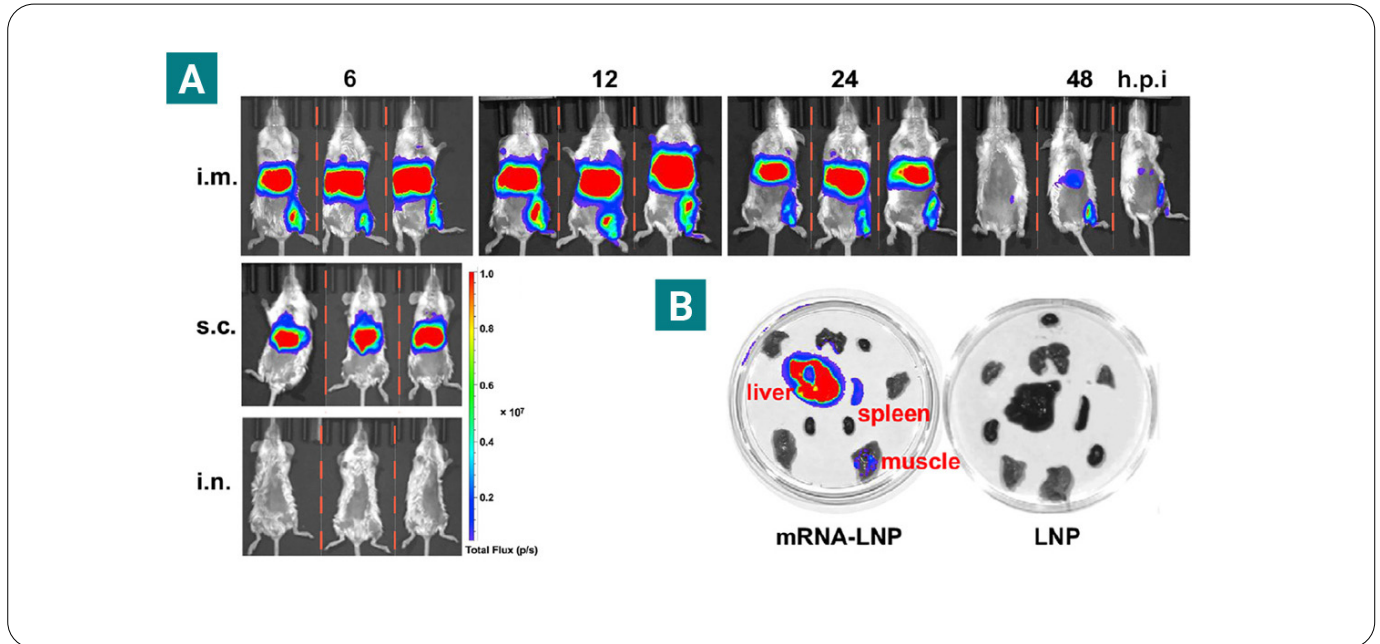 A
6 12 24 48 h.p.i
i.m.
s.c.
1.0
0.8
0.6
× 10⁷
0.4
0.2
Total Flux (p/s)
i.n.
B
liver
spleen
muscle
mRNA-LNP LNP